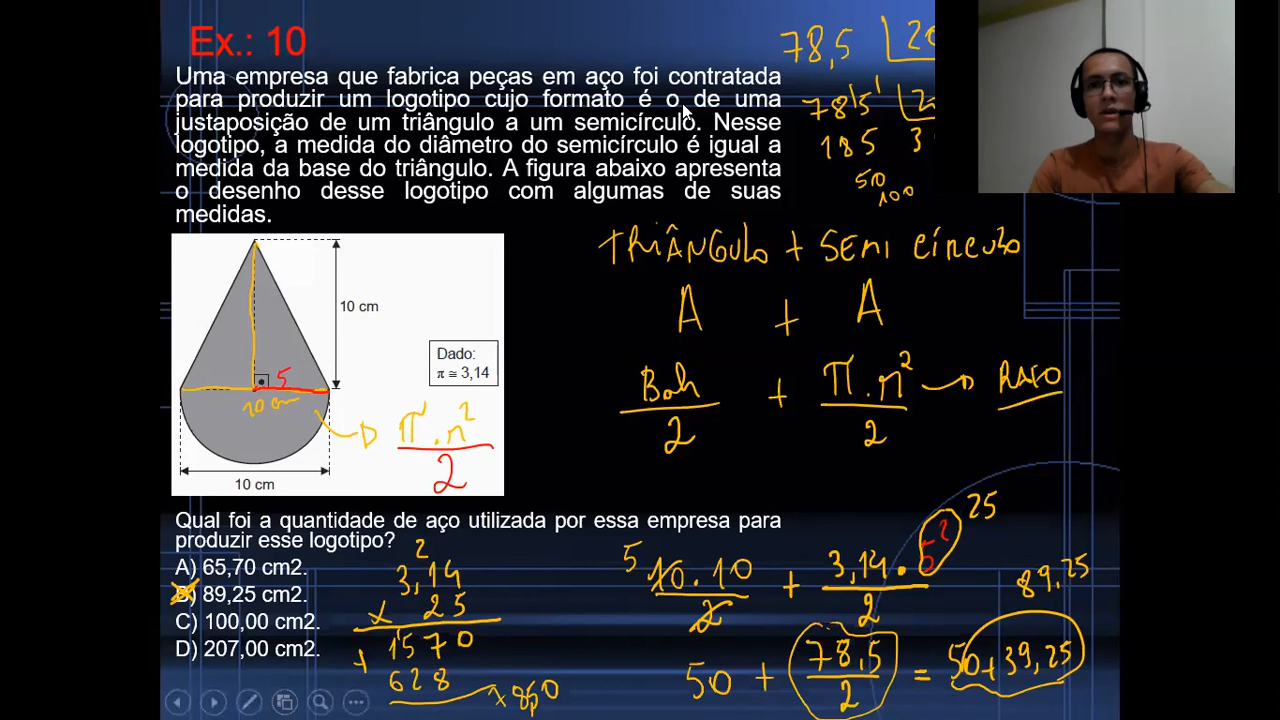 Ex.: 10
Uma empresa que fabrica peças em aço foi contratada
para produzir um logotipo cujo formato é o de uma
justaposição de um triângulo a um semicírculo. Nesse
logotipo, a medida do diâmetro do semicírculo é igual a
medida da base do triângulo. A figura abaixo apresenta
o desenho desse logotipo com algumas de suas
medidas.
78,5
785
185 3
50
100
TRIÂNGULO + SEMI CÍRCULO
A + A
10 cm
Dado:
π ≅ 3,14
5
10 cm
π.r²
2
10 cm
B.h + π.r² → RAIO
2 2
Qual foi a quantidade de aço utilizada por essa empresa para
produzir esse logotipo?
A) 65,70 cm2.
B) 89,25 cm2.
C) 100,00 cm2.
D) 207,00 cm2.
2
3,14
x 25
1570
+ 628
5 10.10 + 3,14.5² 25
2 2
89,25
50 + 78,5 = 50+39,25
2